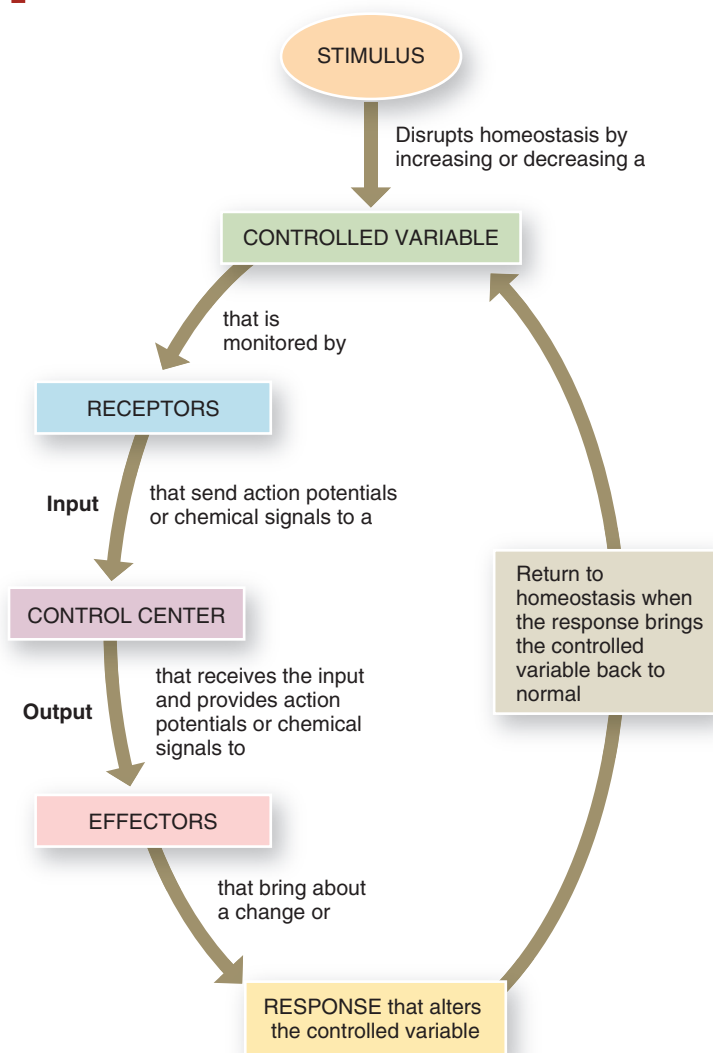 STIMULUS
Disrupts homeostasis by
increasing or decreasing a
CONTROLLED VARIABLE
that is
monitored by
RECEPTORS
Input
that send action potentials
or chemical signals to a
CONTROL CENTER
Output
that receives the input
and provides action
potentials or chemical
signals to
EFFECTORS
that bring about
a change or
RESPONSE that alters
the controlled variable
Return to
homeostasis when
the response brings
the controlled
variable back to
normal